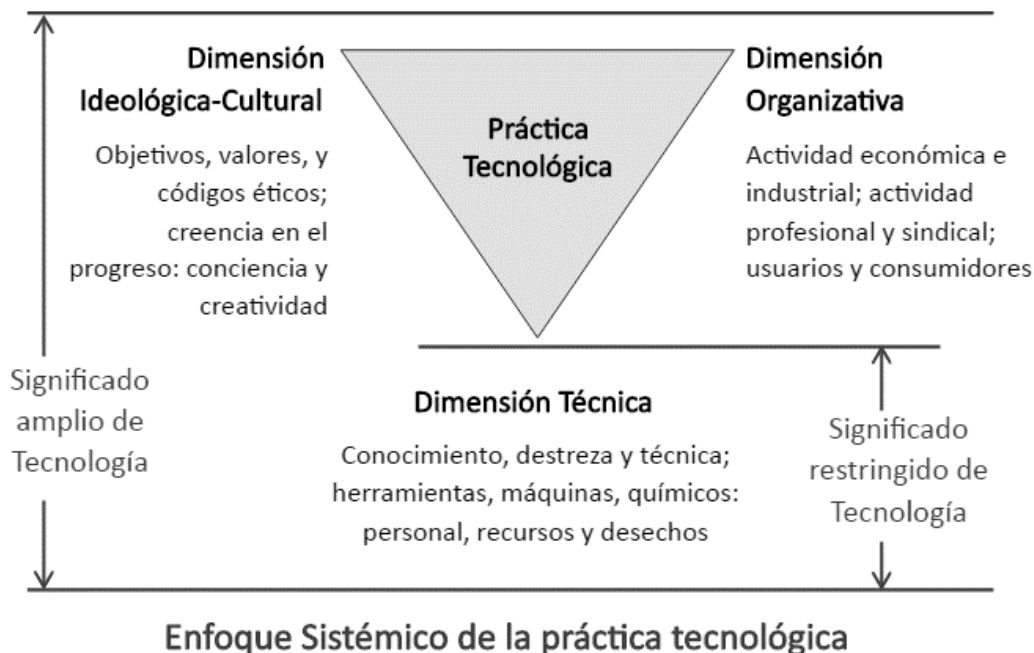 Dimensión
Ideológica-Cultural
Objetivos, valores, y
códigos éticos;
creencia en el
progreso: conciencia y
creatividad
Práctica
Tecnológica
Dimensión
Organizativa
Actividad económica e
industrial; actividad
profesional y sindical;
usuarios y consumidores
Significado
amplio de
Tecnología
Dimensión Técnica
Conocimiento, destreza y técnica;
herramientas, máquinas, químicos:
personal, recursos y desechos
Significado
restringido de
Tecnología
Enfoque Sistémico de la práctica tecnológica